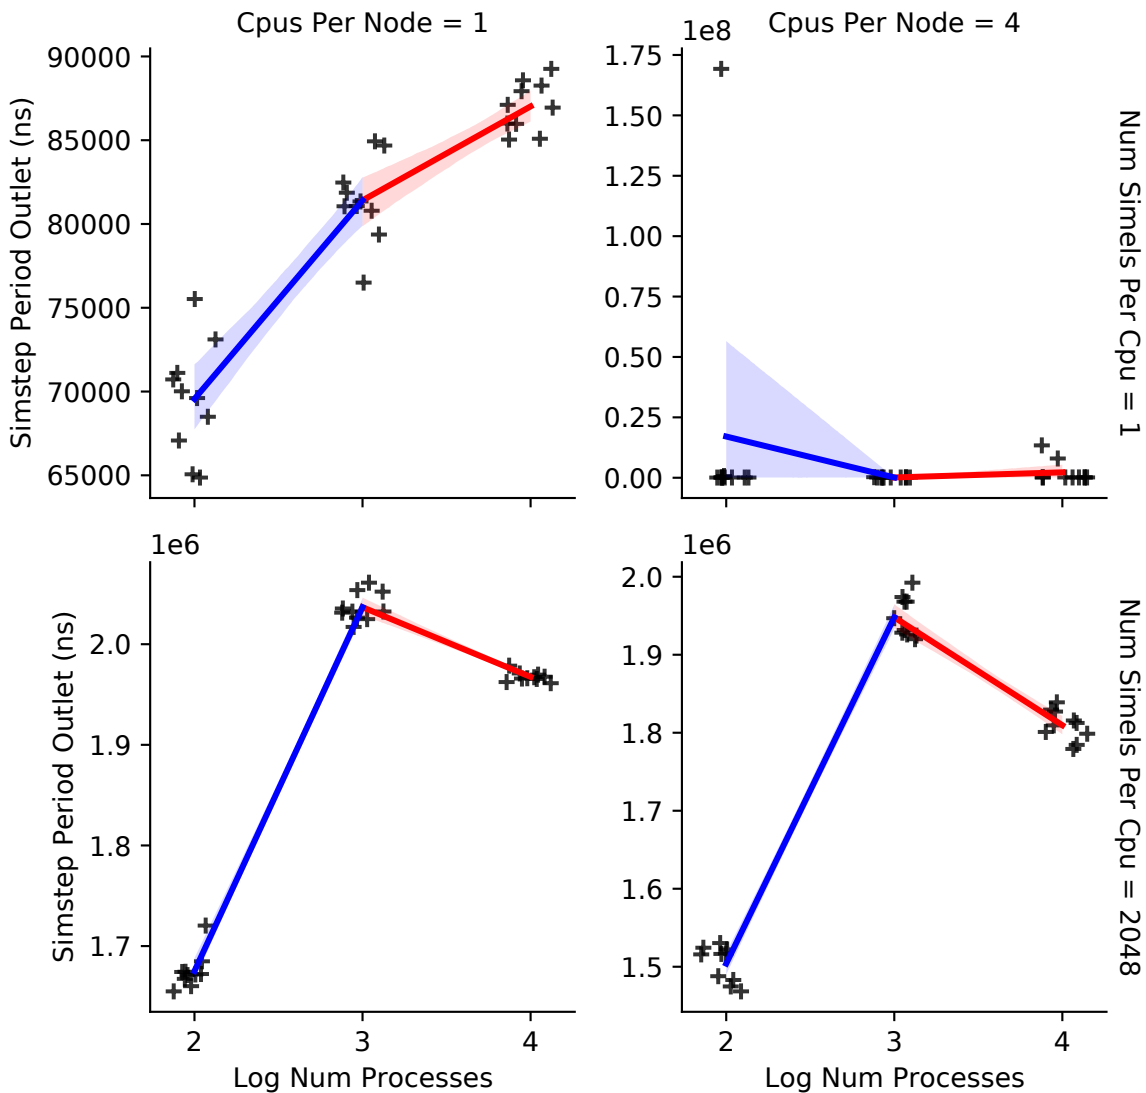 Cpus Per Node = 1
Cpus Per Node = 4
1e8
Simstep Period Outlet (ns)
90000
85000
80000
75000
70000
65000
1.75
1.50
1.25
1.00
0.75
0.50
0.25
0.00
Num Simels Per Cpu = 1
1e6
1e6
Simstep Period Outlet (ns)
2.0
1.9
1.8
1.7
2.0
1.9
1.8
1.7
1.6
1.5
Num Simels Per Cpu = 2048
2
3
4
2
3
4
Log Num Processes
Log Num Processes